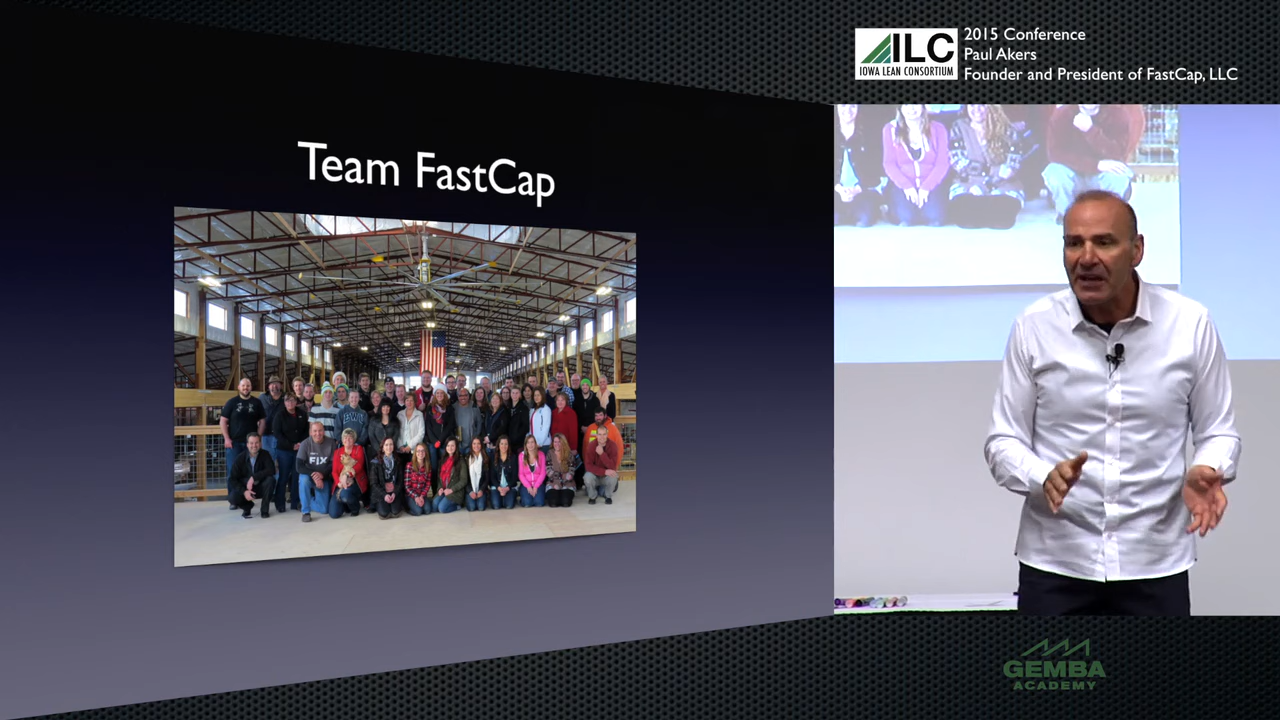 Team FastCap
ILC
IOWA LEAN CONSORTIUM
2015 Conference
Paul Akers
Founder and President of FastCap, LLC
FIX
GEMBA
ACADEMY